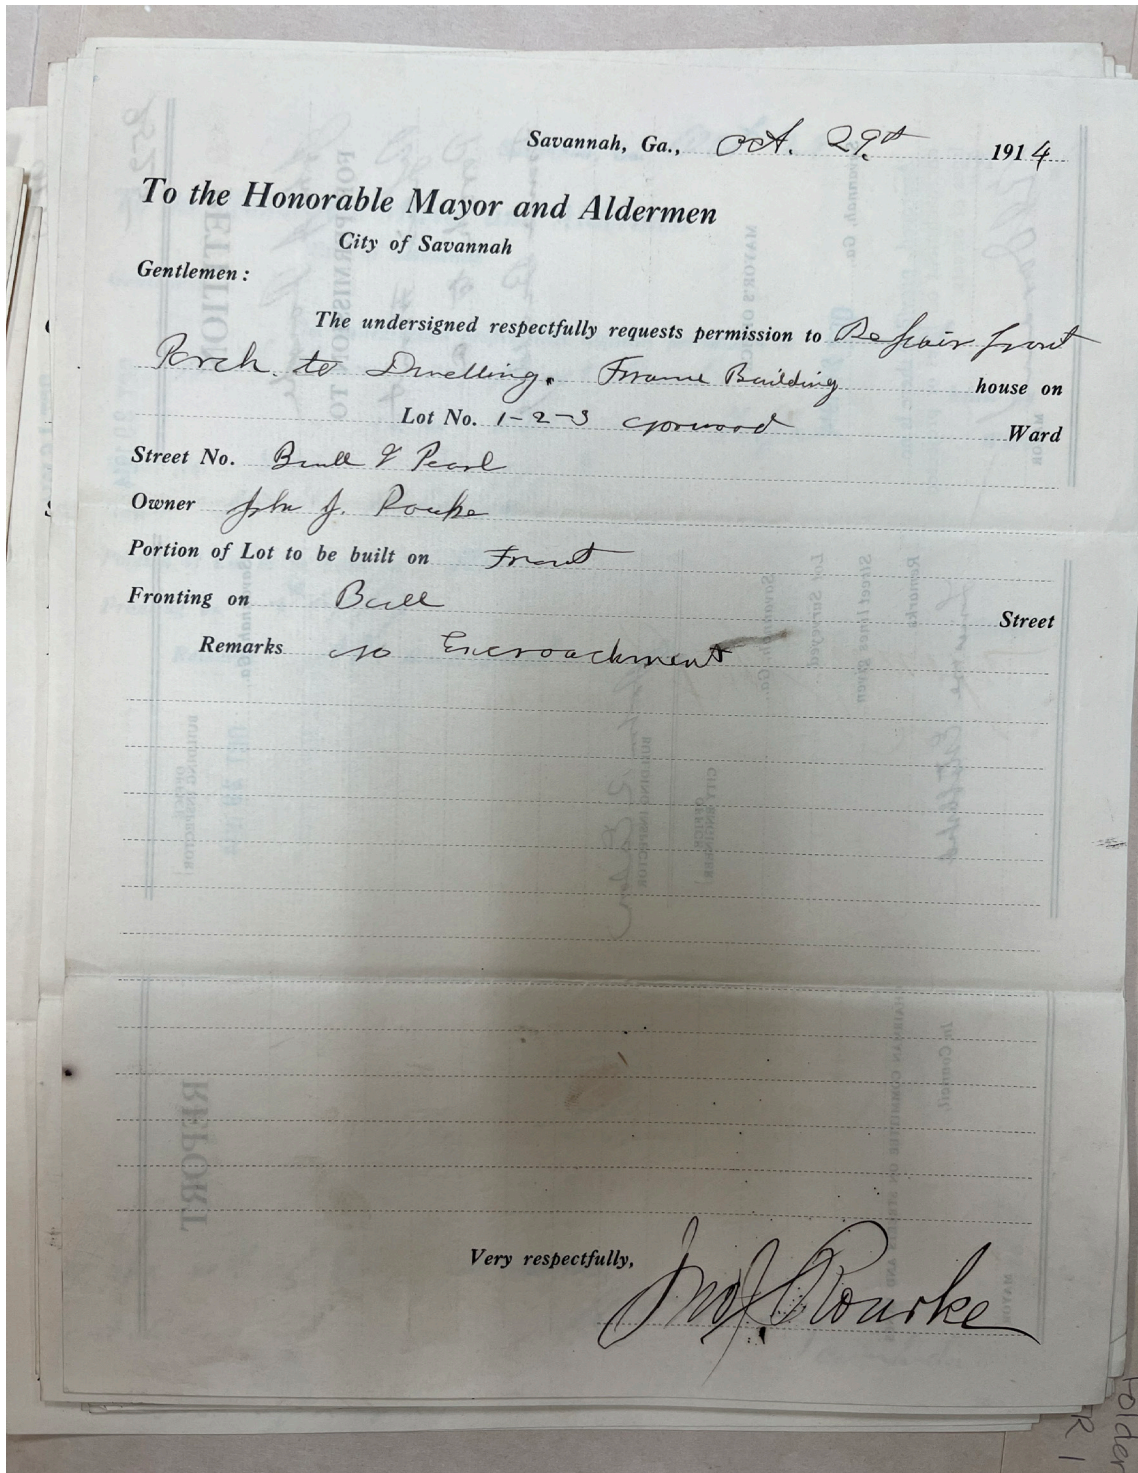 Savannah, Ga., Oct. 29th 1914
To the Honorable Mayor and Aldermen
City of Savannah
Gentlemen:
The undersigned respectfully requests permission to Repair front
Porch to Dwelling. Frame Building house on
Lot No. 1-2-3 Ward
Street No. Bull & Pearl
Owner John J. Rourke
Portion of Lot to be built on Front
Fronting on Bull Street
Remarks no Encroachment
Very respectfully,
Jno J Rourke
Folder
R 1